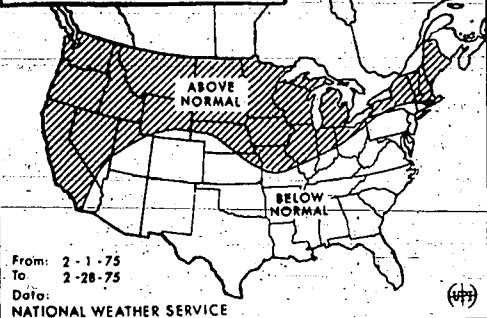 ABOVE
NORMAL
BELOW
NORMAL
From: 2-1-75
To 2-28-75
Data:
NATIONAL WEATHER SERVICE
UPI